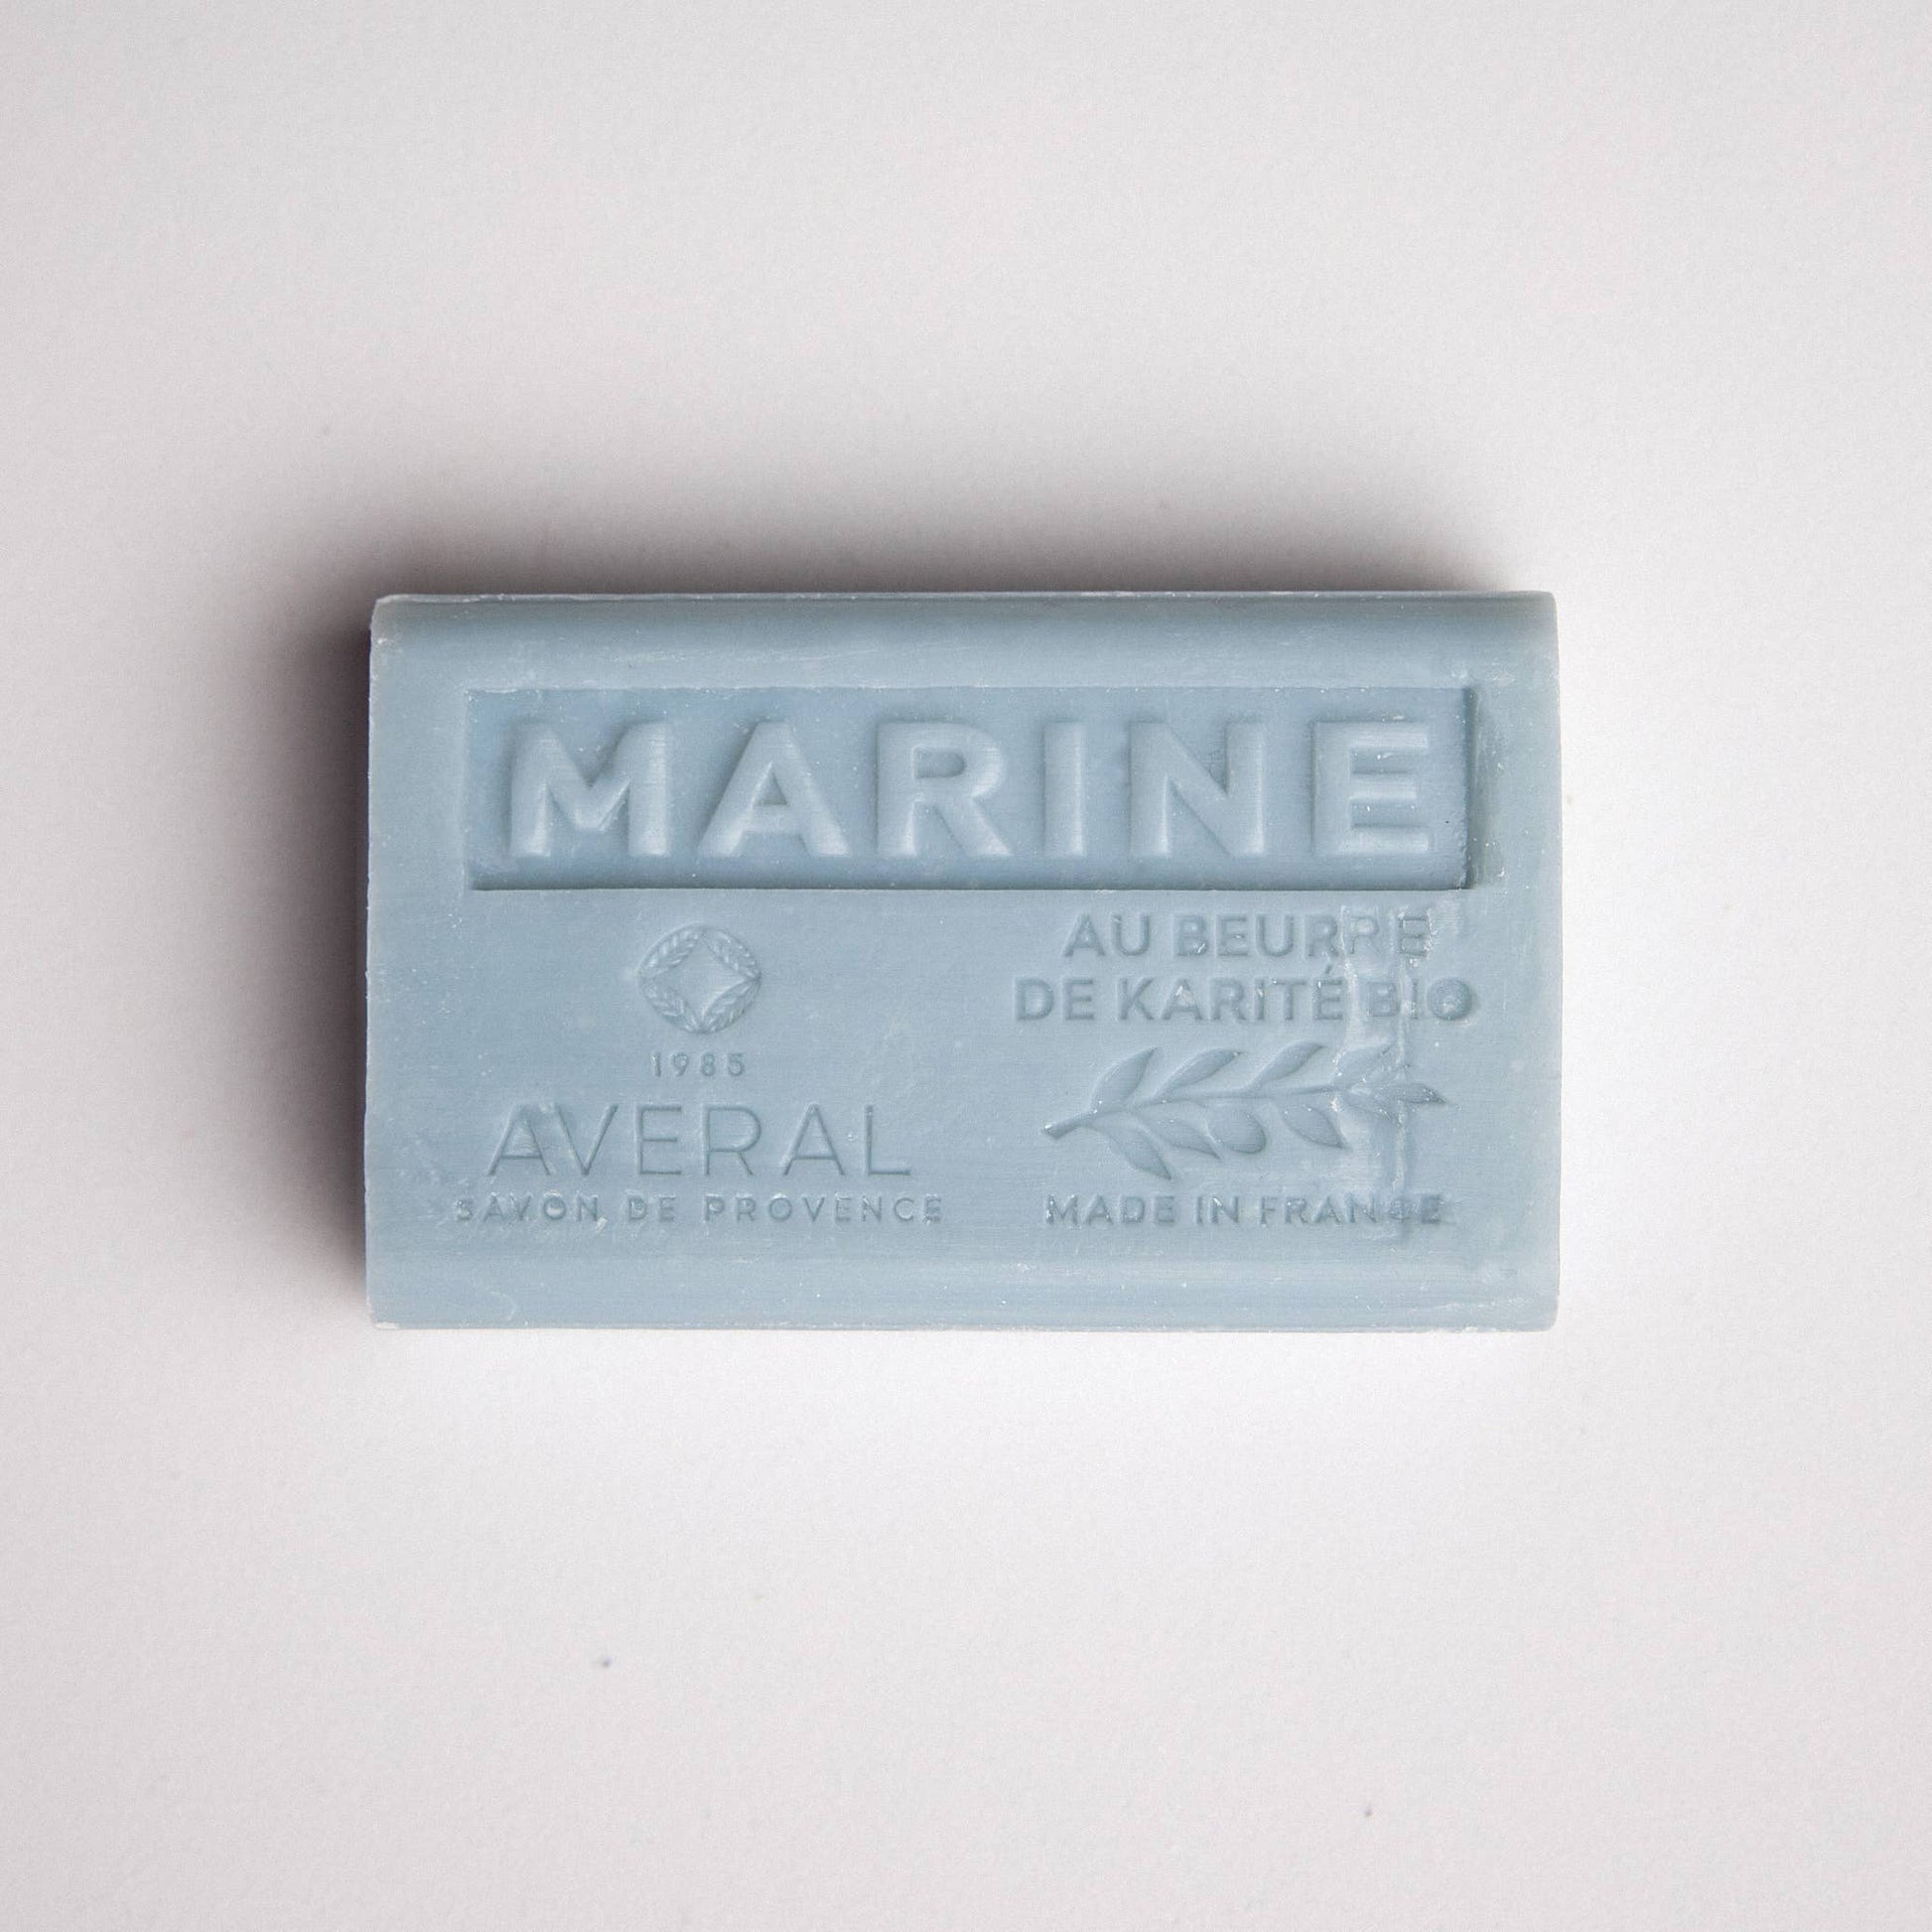 MARINE
1985
AVERAL
SAVON DE PROVENCE
AU BEURRE
DE KARITÉ BIO
MADE IN FRANCE